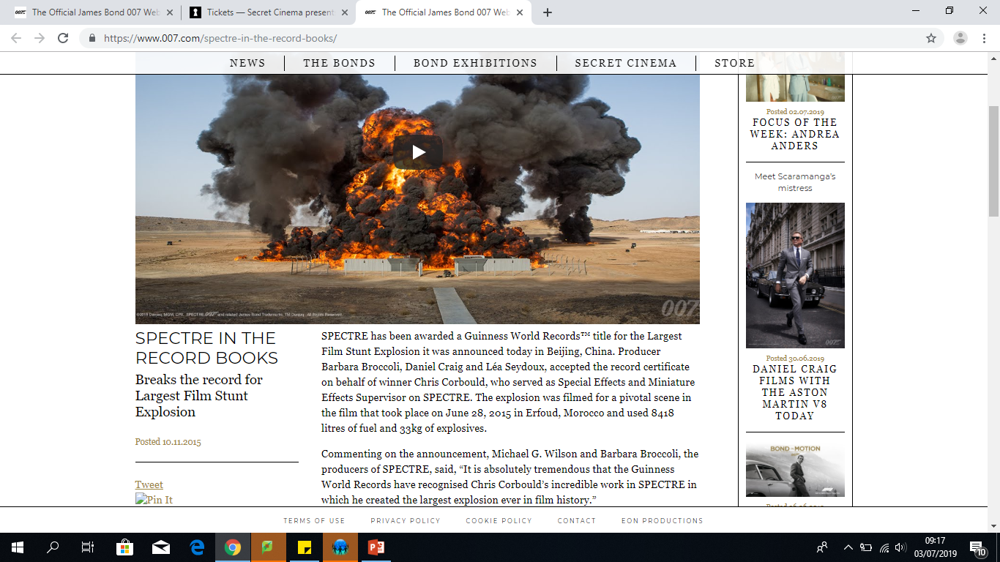 The Official James Bond 007 Web
Tickets — Secret Cinema present
The Official James Bond 007 Web
https://www.007.com/spectre-in-the-record-books/
NEWS
THE BONDS
BOND EXHIBITIONS
SECRET CINEMA
STORE
007
©2015 Danjaq, MGM, CPII. SPECTRE, 007 and related James Bond Trademarks, TM Danjaq. All Rights Reserved.
SPECTRE IN THE
RECORD BOOKS
Breaks the record for
Largest Film Stunt
Explosion
Posted 10.11.2015
Tweet
Pin It
SPECTRE has been awarded a Guinness World Records™ title for the Largest
Film Stunt Explosion it was announced today in Beijing, China. Producer
Barbara Broccoli, Daniel Craig and Léa Seydoux, accepted the record certificate
on behalf of winner Chris Corbould, who served as Special Effects and Miniature
Effects Supervisor on SPECTRE. The explosion was filmed for a pivotal scene in
the film that took place on June 28, 2015 in Erfoud, Morocco and used 8418
litres of fuel and 33kg of explosives.
Commenting on the announcement, Michael G. Wilson and Barbara Broccoli, the
producers of SPECTRE, said, “It is absolutely tremendous that the Guinness
World Records have recognised Chris Corbould’s incredible work in SPECTRE in
which he created the largest explosion ever in film history.”
Posted 02.07.2019
FOCUS OF THE
WEEK: ANDREA
ANDERS
Meet Scaramanga's
mistress
007
Posted 30.06.2019
DANIEL CRAIG
FILMS WITH
THE ASTON
MARTIN V8
TODAY
BOND IN MOTION
TERMS OF USE
PRIVACY POLICY
COOKIE POLICY
CONTACT
EON PRODUCTIONS
09:17
03/07/2019
10